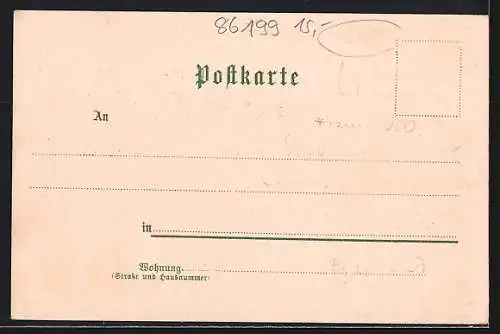 86199 15,-
Postkarte
An
in
Wohnung
(Straße und Hausnummer)